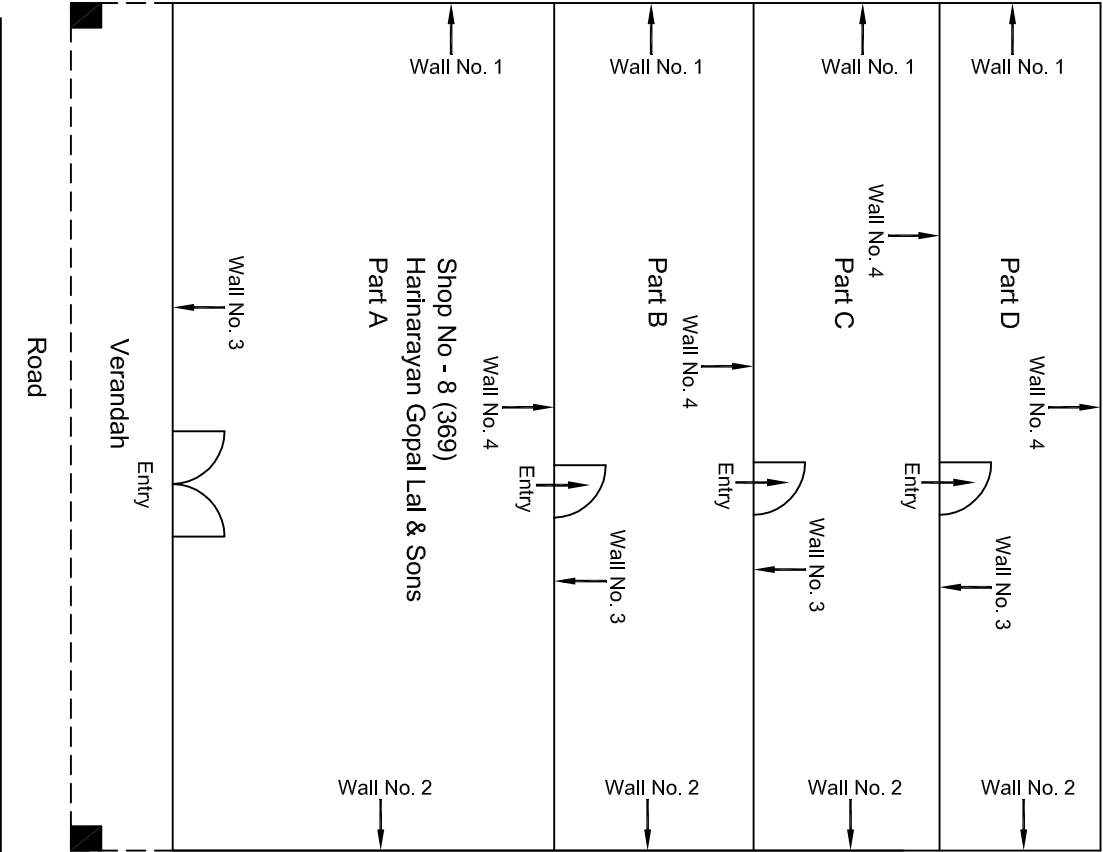 Wall No. 1
Wall No. 1
Wall No. 1
Wall No. 1
Road
Verandah
Entry
Wall No. 3
Shop No - 8 (369)
Harinarayan Gopal Lal & Sons
Part A
Wall No. 4
Entry
Wall No. 3
Part B
Wall No. 4
Entry
Wall No. 3
Part C
Wall No. 4
Entry
Wall No. 3
Part D
Wall No. 4
Wall No. 2
Wall No. 2
Wall No. 2
Wall No. 2